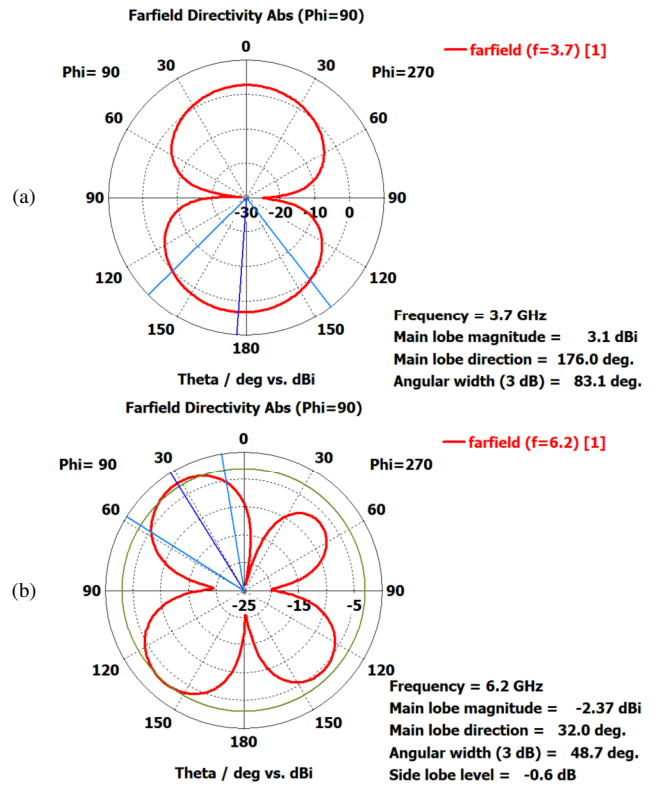 Farfield Directivity Abs (Phi=90)
0
farfield (f=3.7) [1]
Phi= 90
30
30
Phi=270
60
60
(a)
90
-30
-20
-10
0
90
120
120
150
150
180
Frequency = 3.7 GHz
Main lobe magnitude = 3.1 dBi
Main lobe direction = 176.0 deg.
Angular width (3 dB) = 83.1 deg.
Theta / deg vs. dBi
Farfield Directivity Abs (Phi=90)
0
farfield (f=6.2) [1]
Phi= 90
30
30
Phi=270
60
60
(b)
90
-25
-15
-5
90
120
120
150
150
180
Frequency = 6.2 GHz
Main lobe magnitude = -2.37 dBi
Main lobe direction = 32.0 deg.
Angular width (3 dB) = 48.7 deg.
Side lobe level = -0.6 dB
Theta / deg vs. dBi